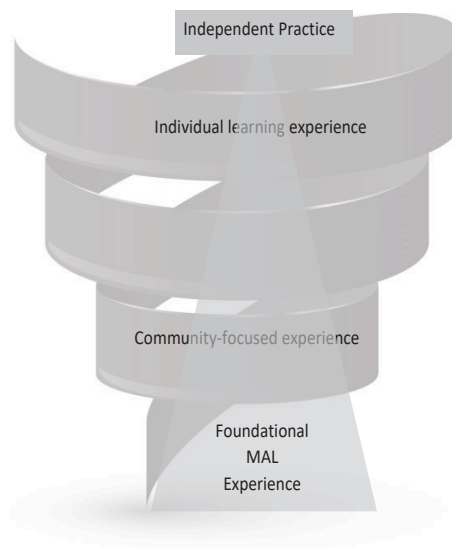 Independent Practice
Individual learning experience
Community-focused experience
Foundational
MAL
Experience